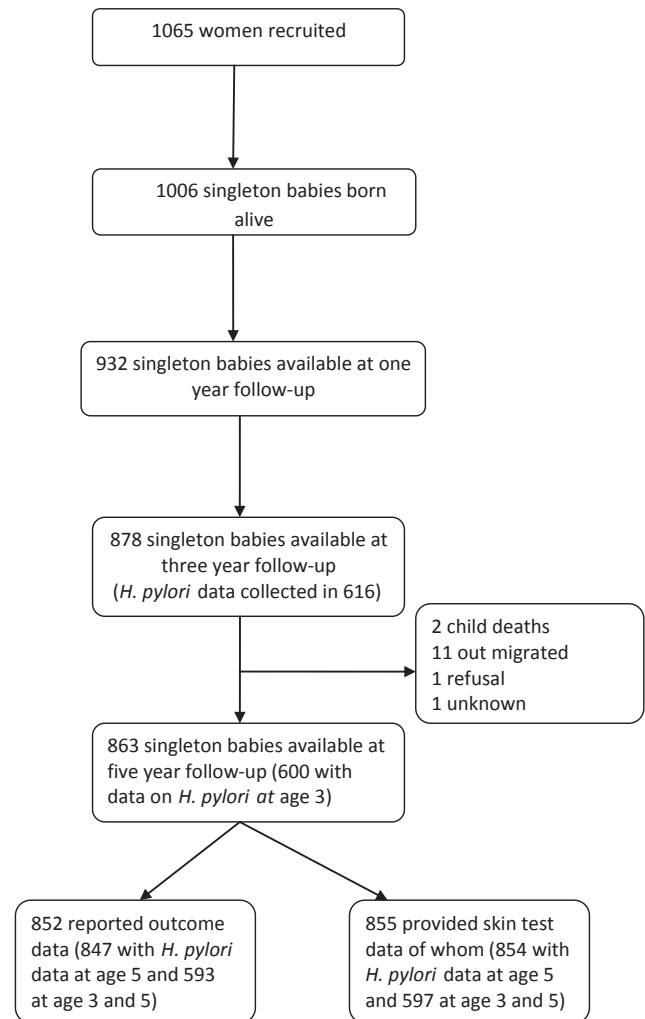 1065 women recruited
1006 singleton babies born
alive
932 singleton babies available at one
year follow-up
878 singleton babies available at
three year follow-up
(H. pylori data collected in 616)
2 child deaths
11 out migrated
1 refusal
1 unknown
863 singleton babies available at
five year follow-up (600 with
data on H. pylori at age 3)
852 reported outcome
data (847 with H. pylori
data at age 5 and 593
at age 3 and 5)
855 provided skin test
data of whom (854 with
H. pylori data at age 5
and 597 at age 3 and 5)